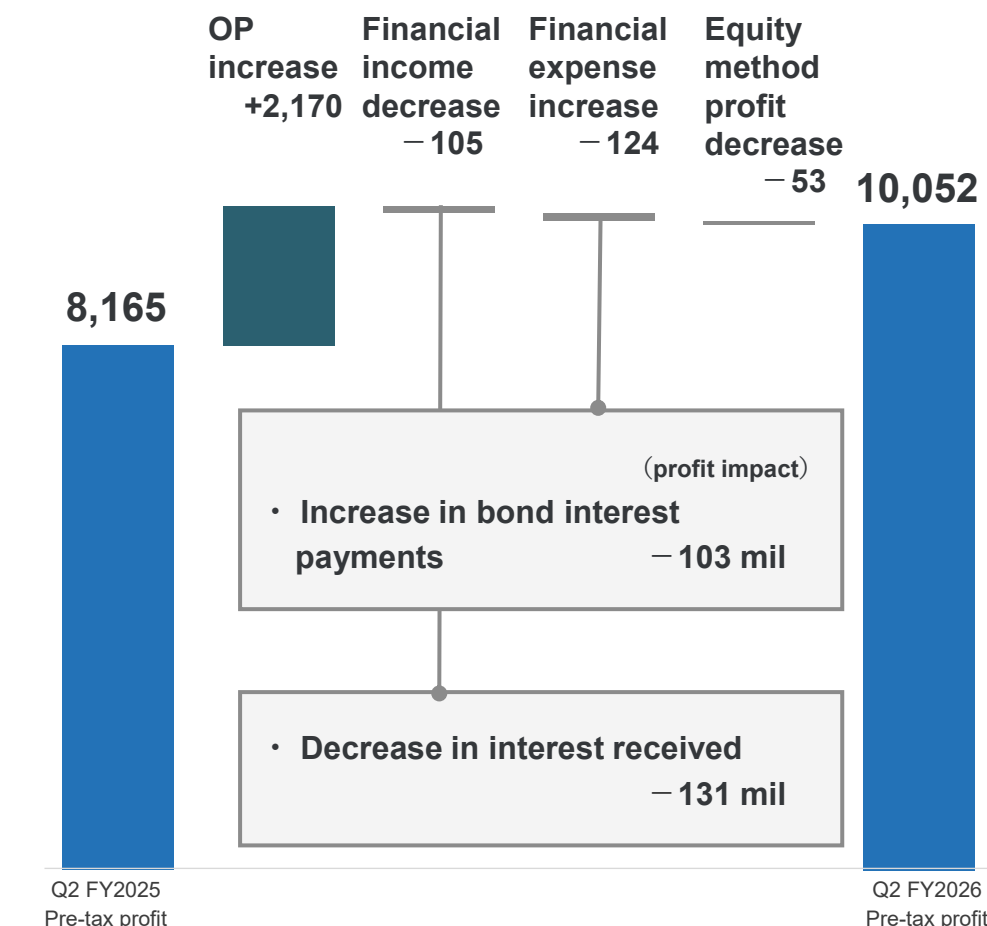 OP
increase
+2,170
Financial
income
decrease
－105
Financial
expense
increase
－124
Equity
method
profit
decrease
－53
10,052
8,165
（profit impact）
・ Increase in bond interest
payments －103 mil
・ Decrease in interest received
－131 mil
Q2 FY2025
Pre-tax profit
Q2 FY2026
Pre-tax profit